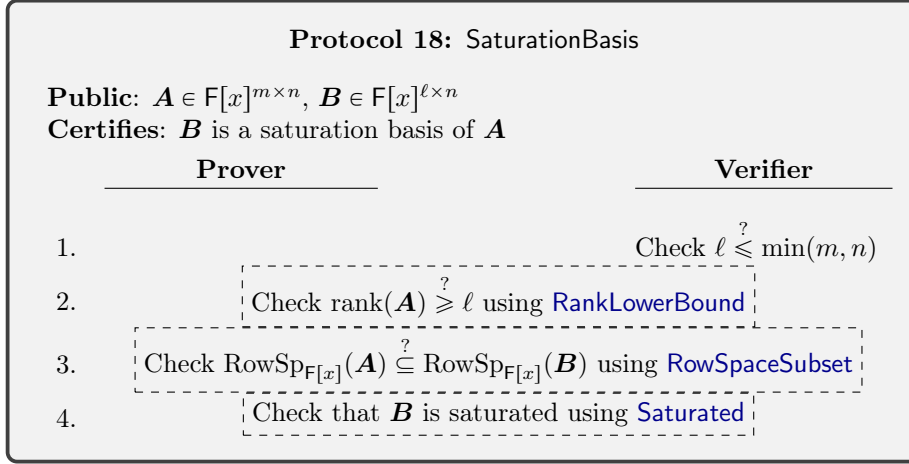 Protocol 18: SaturationBasis
Public: A ∈ F[x]^{m×n}, B ∈ F[x]^{ℓ×n}
Certifies: B is a saturation basis of A
Prover Verifier
1. Check ℓ ≤? min(m, n)
2. Check rank(A) ≥? ℓ using RankLowerBound
3. Check RowSp_{F[x]}(A) ⊆? RowSp_{F[x]}(B) using RowSpaceSubset
4. Check that B is saturated using Saturated